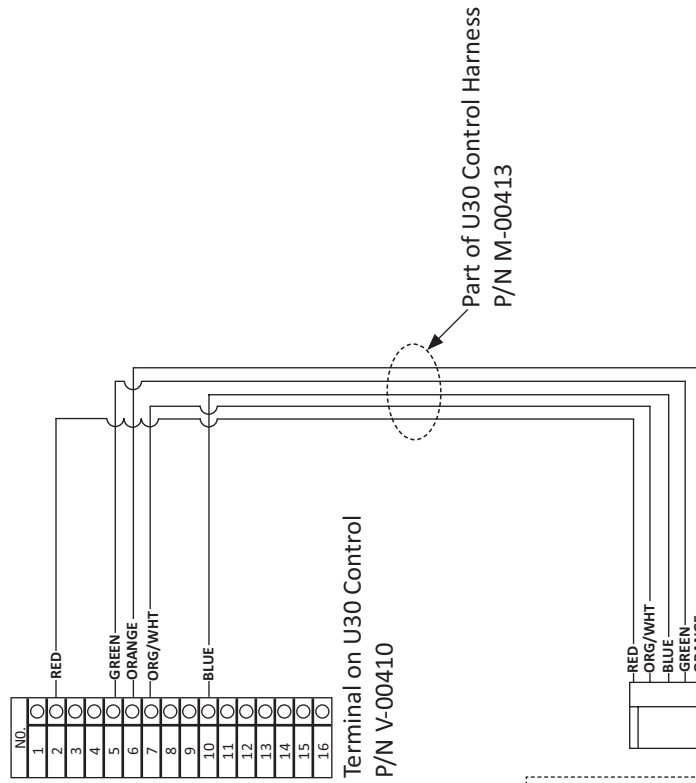 NO.
1
2
3
4
5
6
7
8
9
10
11
12
13
14
15
16
RED
GREEN
ORANGE
ORG/WHT
BLUE
Terminal on U30 Control
P/N V-00410
Part of U30 Control Harness
P/N M-00413
RED
ORG/WHT
BLUE
GREEN
ORANGE